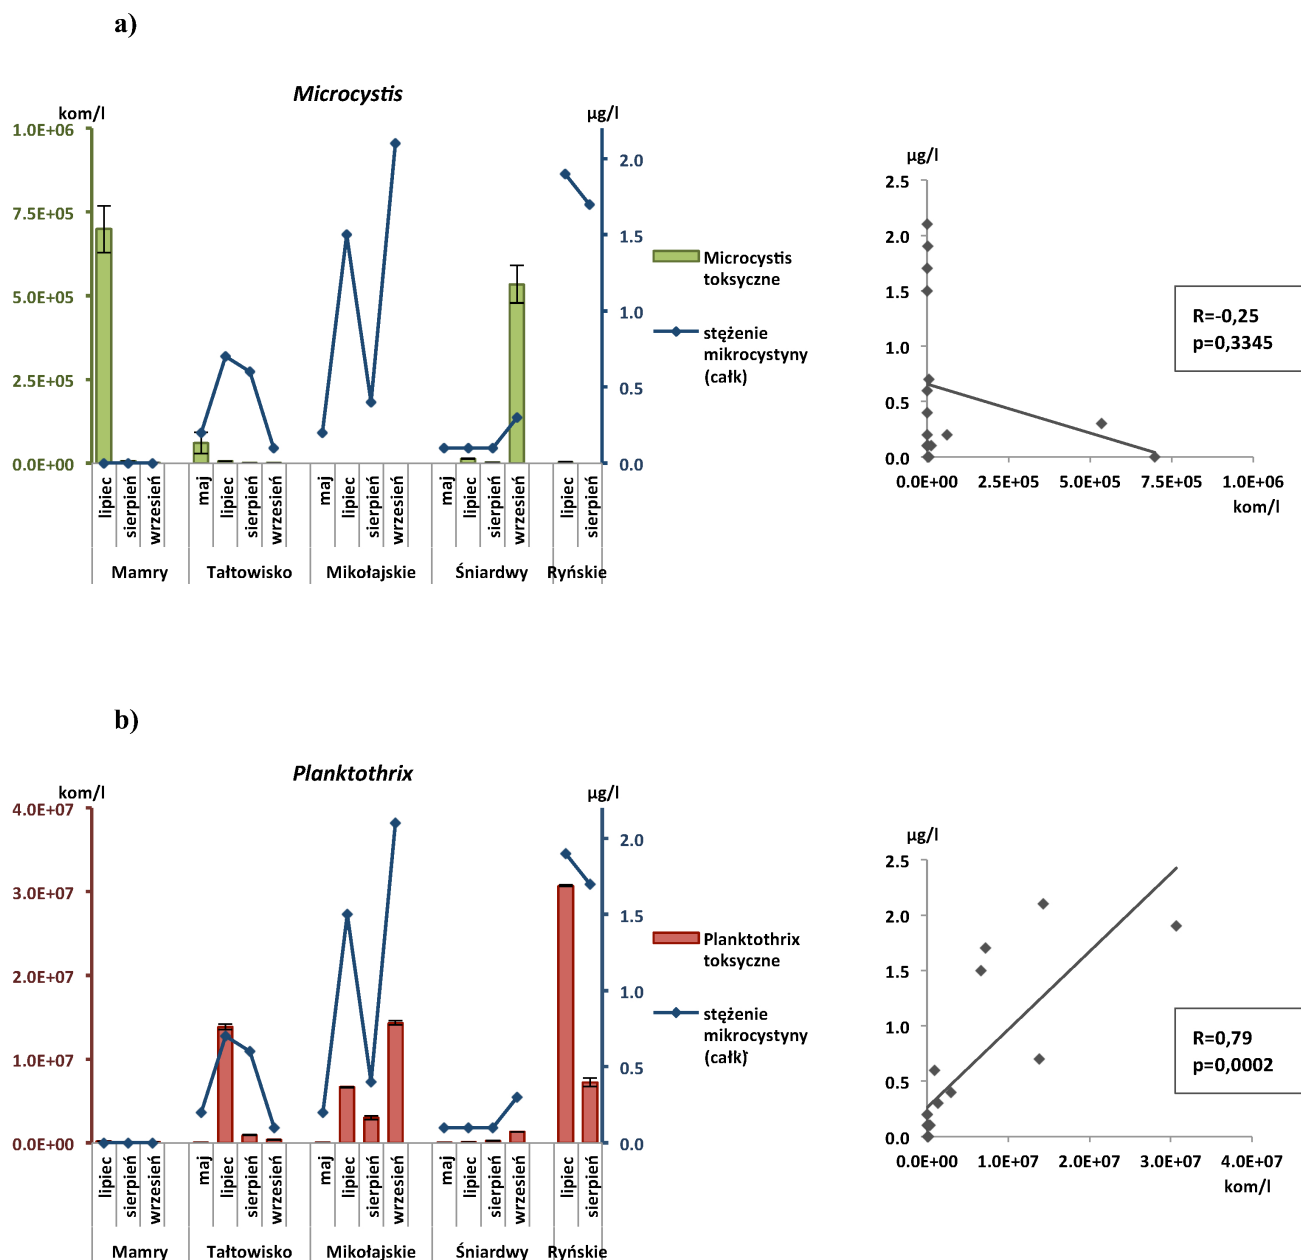 a)
Microcystis
kom/l
µg/l
1.0E+06
7.5E+05
5.0E+05
2.5E+05
0.0E+00
2.0
1.5
1.0
0.5
0.0
lipiec
sierpień
wrzesień
maj
lipiec
sierpień
wrzesień
maj
lipiec
sierpień
wrzesień
maj
lipiec
sierpień
wrzesień
lipiec
sierpień
Mamry
Tałtowisko
Mikołajskie
Śniardwy
Ryńskie
Microcystis
toksyczne
stężenie
mikrocystyny
(całk)
µg/l
2.5
2.0
1.5
1.0
0.5
0.0
0.0E+00 2.5E+05 5.0E+05 7.5E+05 1.0E+06
kom/l
R=-0,25
p=0,3345
b)
Planktothrix
kom/l
µg/l
4.0E+07
3.0E+07
2.0E+07
1.0E+07
0.0E+00
2.0
1.5
1.0
0.5
0.0
lipiec
sierpień
wrzesień
maj
lipiec
sierpień
wrzesień
maj
lipiec
sierpień
wrzesień
maj
lipiec
sierpień
wrzesień
lipiec
sierpień
Mamry
Tałtowisko
Mikołajskie
Śniardwy
Ryńskie
Planktothrix
toksyczne
stężenie
mikrocystyny
(całk)
µg/l
2.5
2.0
1.5
1.0
0.5
0.0
0.0E+00 1.0E+07 2.0E+07 3.0E+07 4.0E+07
kom/l
R=0,79
p=0,0002